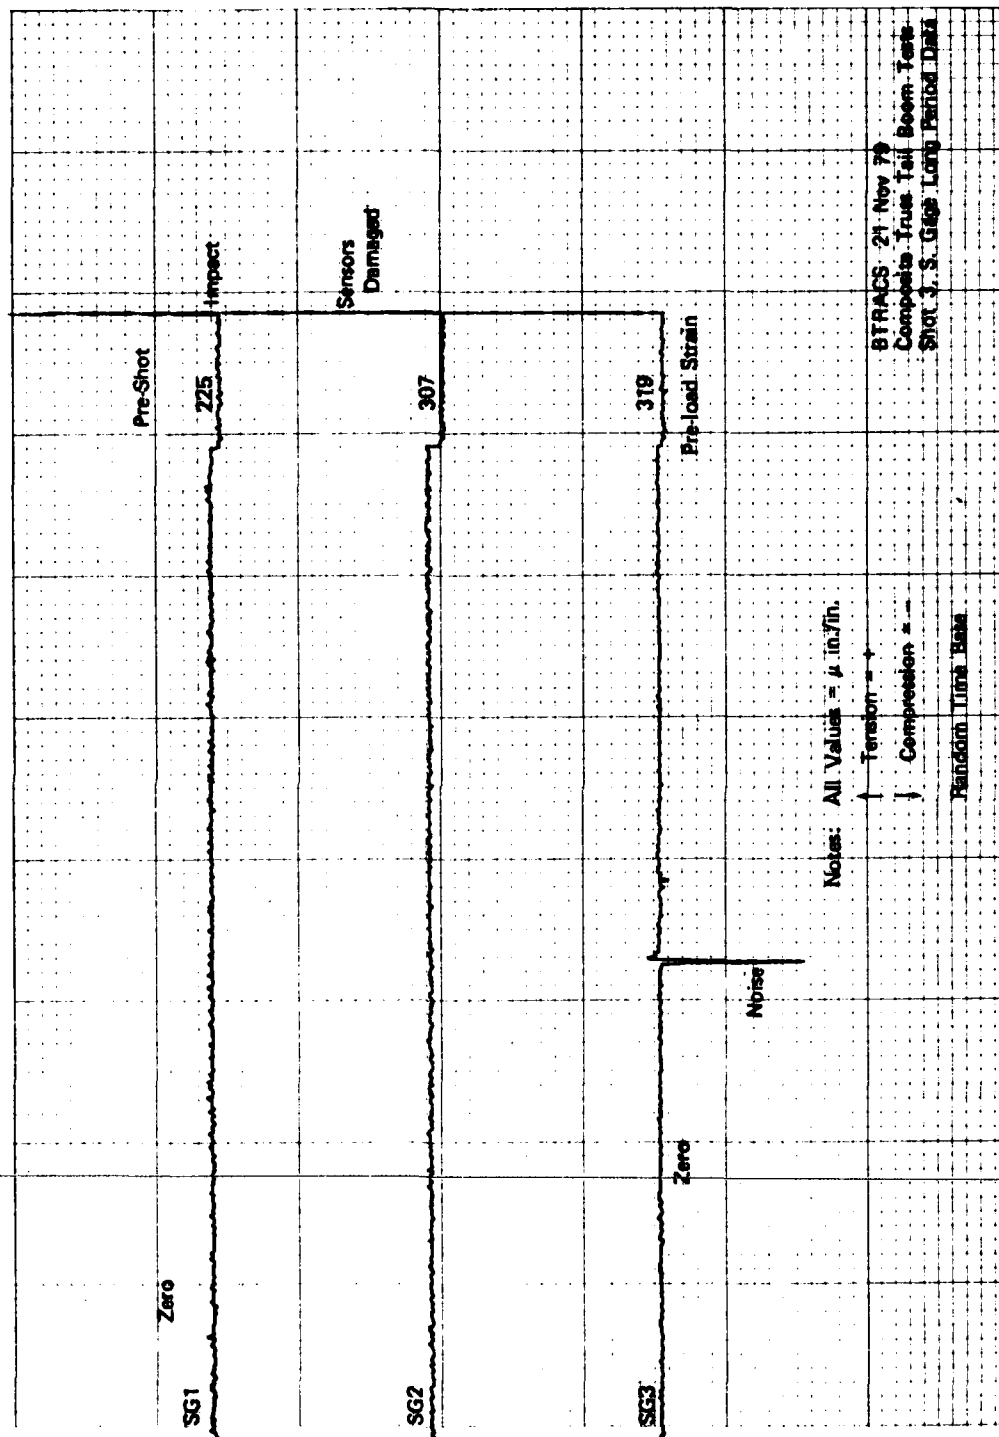 SG1
Zero
Pre-Shot
225
Impact
SG2
307
Sensors
Damaged
SG3
Zero
Noise
319
Pre-load Strain
Notes: All Values = μ in./in.
↑ Tension = +
↓ Compression = -
Random Time Base
BTRACS 21 Nov 79
Composite Truss Tail Boom Tests
Shot 3, S. Gage Long Period Data